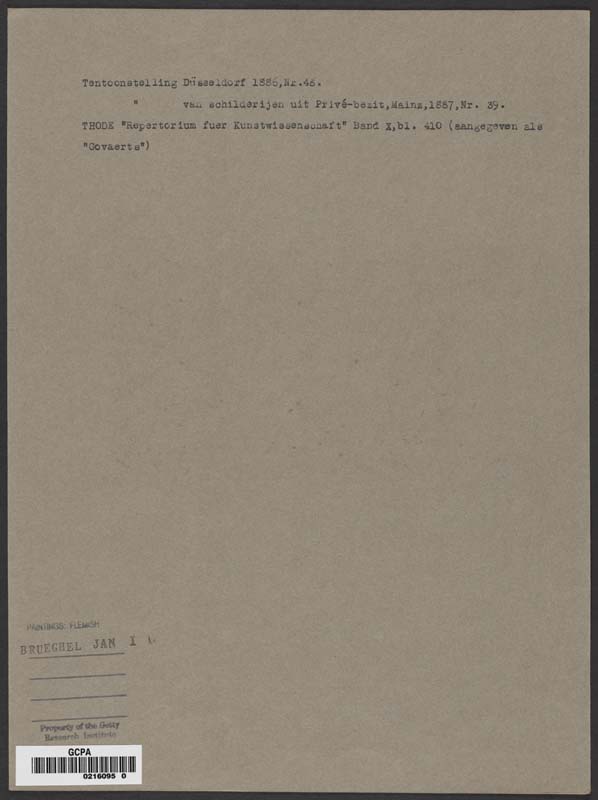 Tentoonstelling Düsseldorf 1886,Nr.46.
" van schilderijen uit Privé-bezit,Mainz,1887,Nr. 39.
THODE "Repertorium fuer Kunstwissenschaft" Band X,bl. 410 (aangegeven als
"Govaerts")
PAINTINGS: FLEMISH
BRUEGHEL JAN I
Property of the Getty
Research Institute
GCPA
0216095 0